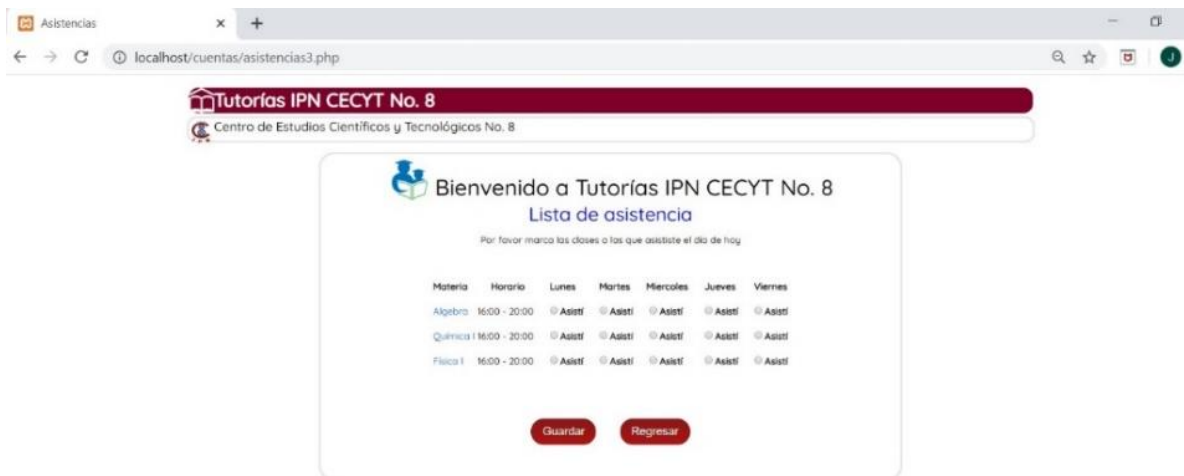 Asistencias
localhost/cuentas/asistencias3.php
J
Tutorías IPN CECYT No. 8
Centro de Estudios Científicos y Tecnológicos No. 8
Bienvenido a Tutorías IPN CECYT No. 8
Lista de asistencia
Por favor marca las clases a las que asististe el día de hoy
Materia Horario Lunes Martes Miercoles Jueves Viernes
Algebra 16:00 - 20:00 Asistí Asistí Asistí Asistí Asistí
Química I 16:00 - 20:00 Asistí Asistí Asistí Asistí Asistí
Física I 16:00 - 20:00 Asistí Asistí Asistí Asistí Asistí
Guardar Regresar